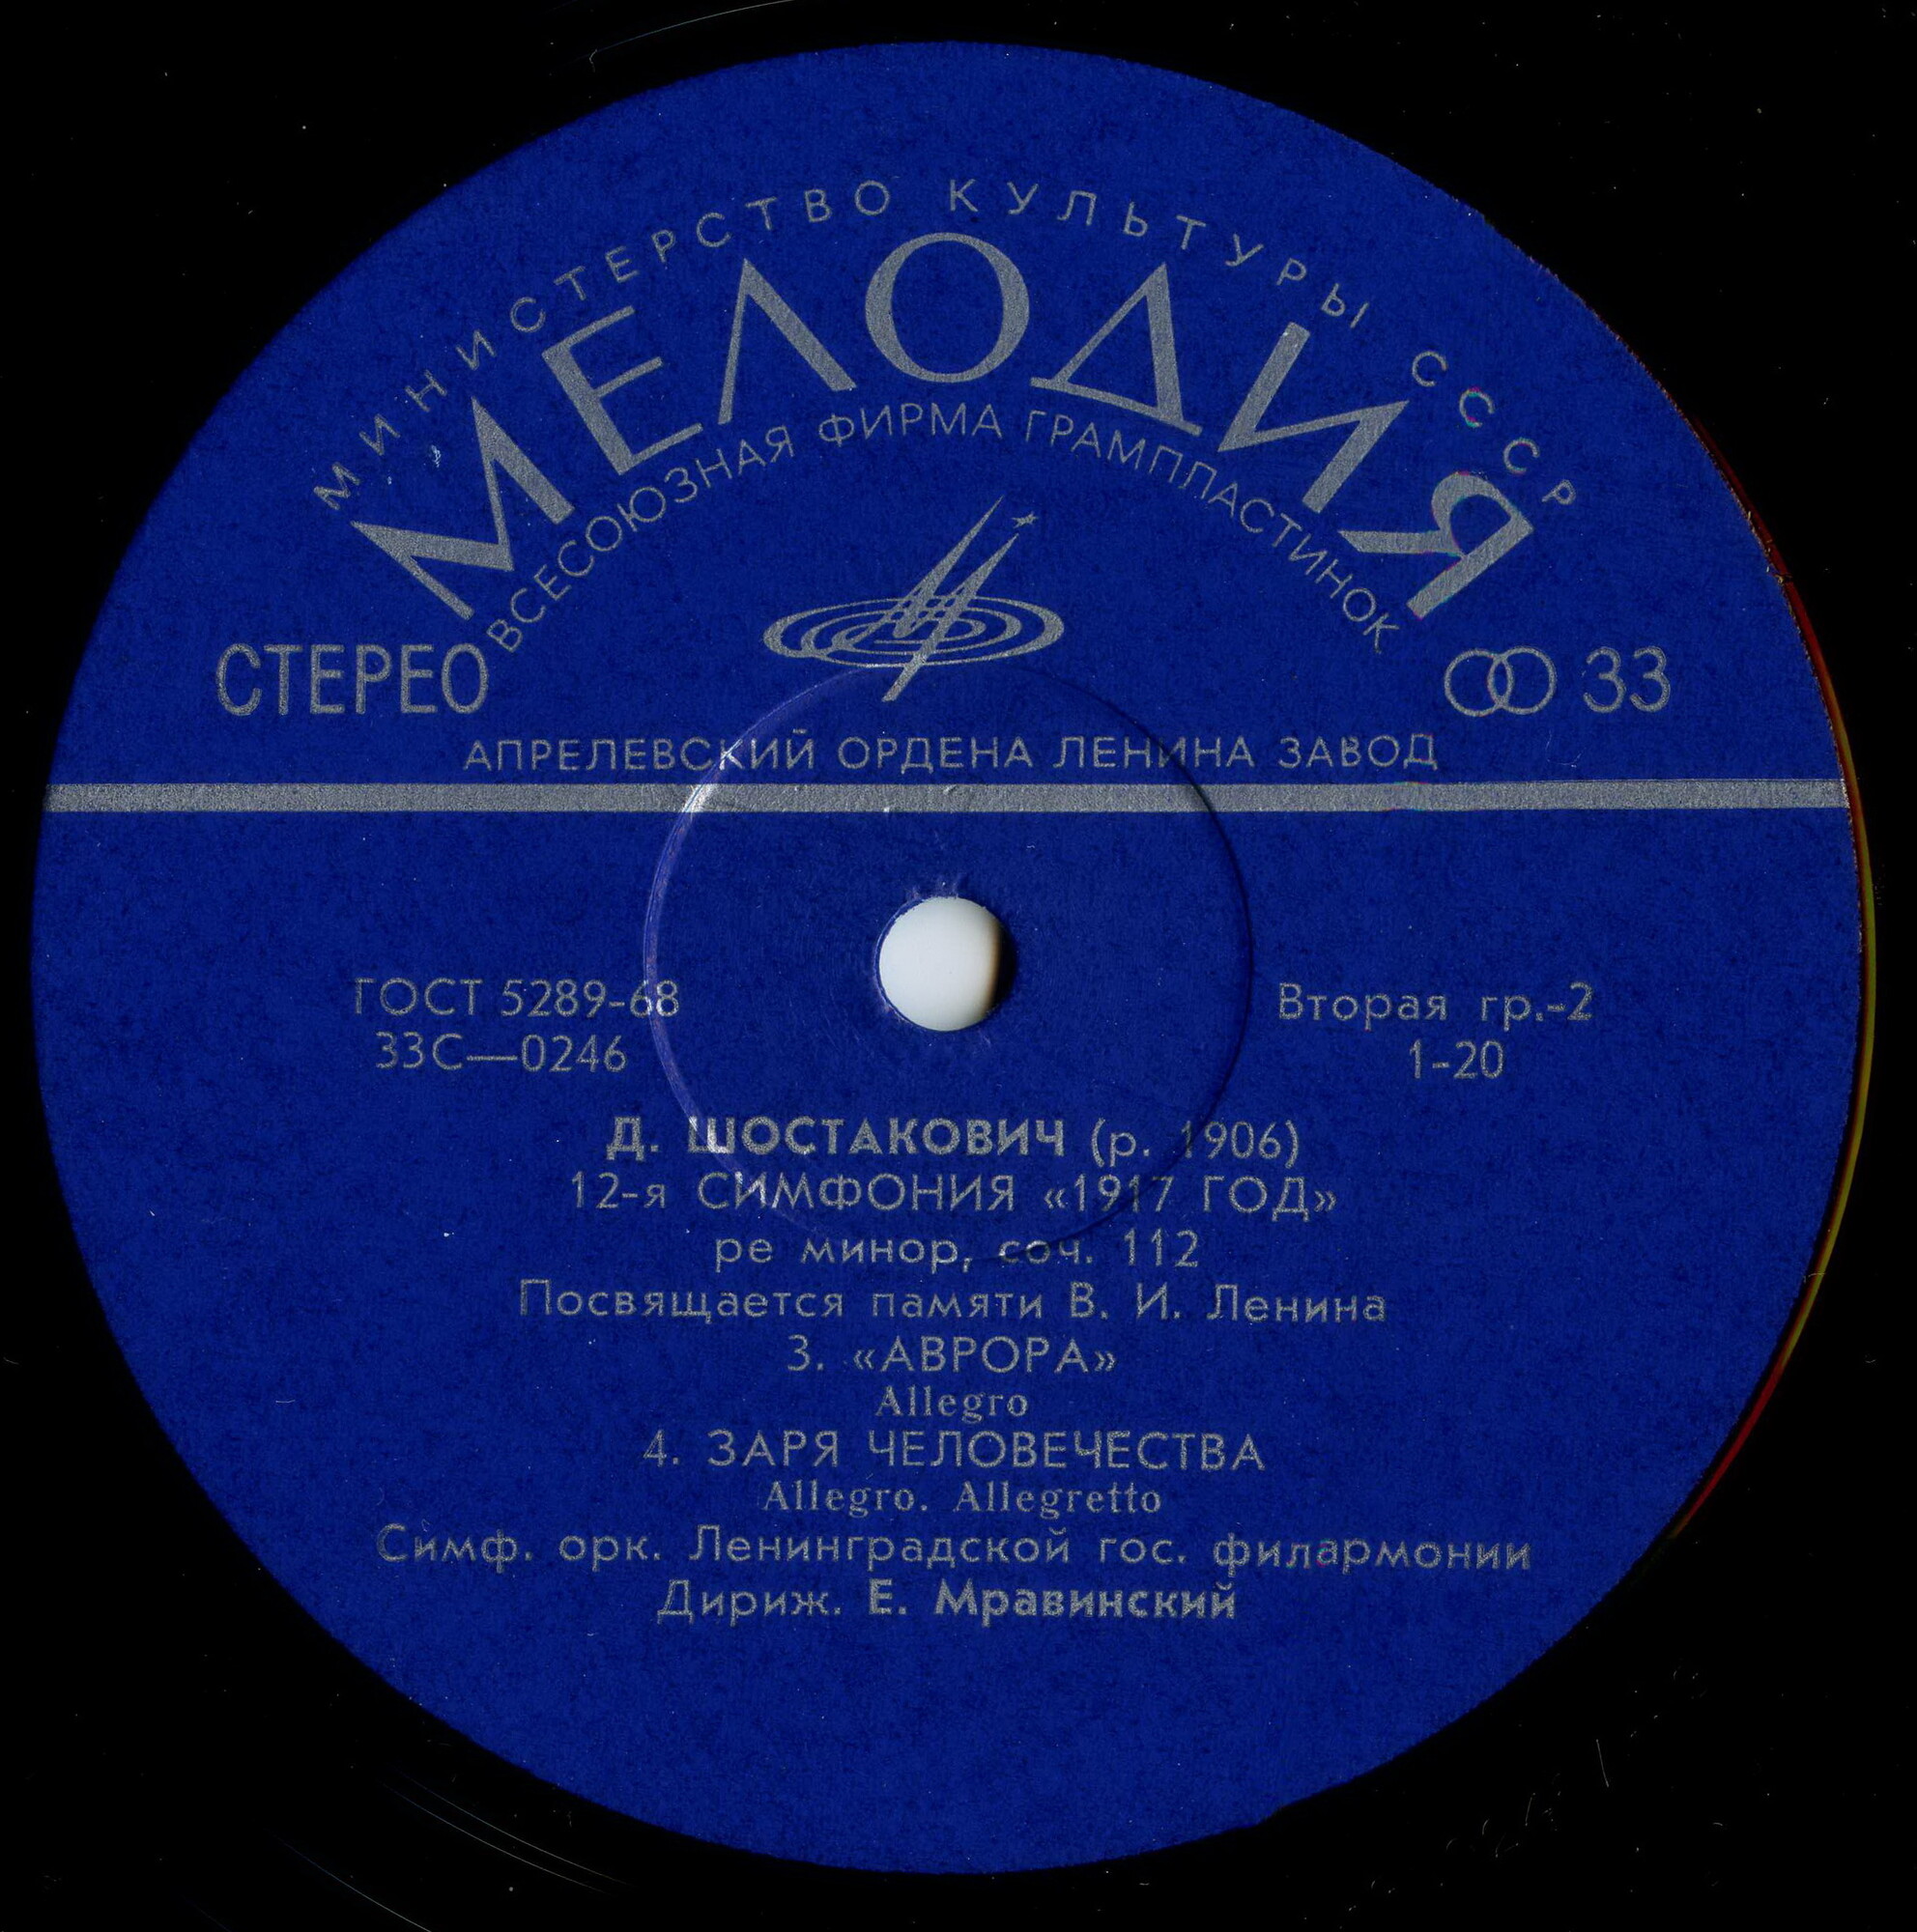 МИНИСТЕРСТВО КУЛЬТУРЫ СССР
МЕЛОДИЯ
ВСЕСОЮЗНАЯ ФИРМА ГРАМПЛАСТИНОК
СТЕРЕО
33
АПРЕЛЕВСКИЙ ОРДЕНА ЛЕНИНА ЗАВОД
ГОСТ 5289-68
33С—0246
Вторая гр.-2
1-20
Д. ШОСТАКОВИЧ (р. 1906)
12-я СИМФОНИЯ «1917 ГОД»
ре минор, соч. 112
Посвящается памяти В. И. Ленина
3. «АВРОРА»
Allegro
4. ЗАРЯ ЧЕЛОВЕЧЕСТВА
Allegro. Allegretto
Симф. орк. Ленинградской гос. филармонии
Дириж. Е. Мравинский